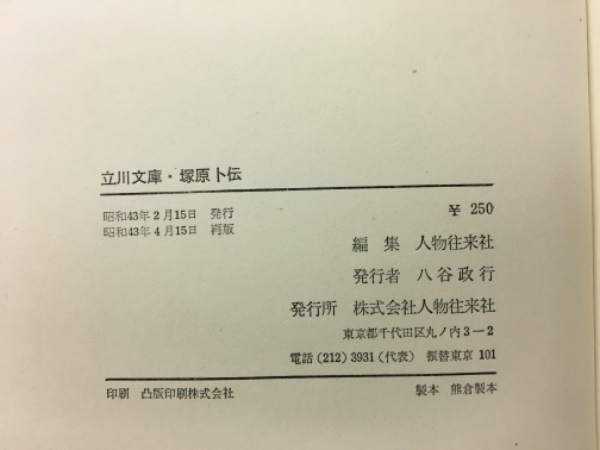 立川文庫・塚原卜伝
昭和43年2月15日 発行
昭和43年4月15日 再版
￥ 250
編 集 人物往来社
発行者 八谷政行
発行所 株式会社人物往来社
東京都千代田区丸ノ内3－2
電話 (212) 3931 (代表) 振替東京 101
印刷 凸版印刷株式会社
製本 熊倉製本